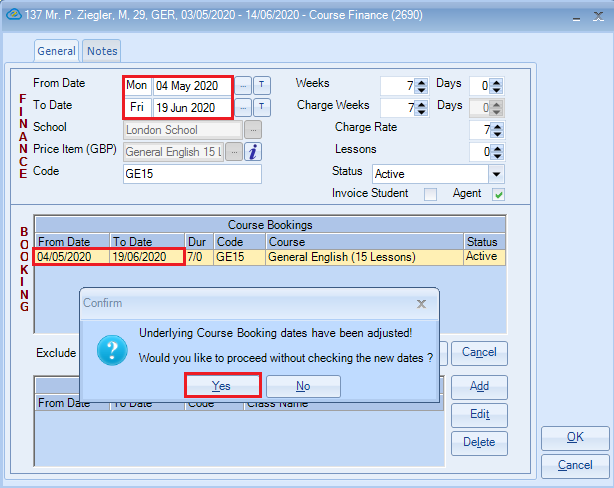 137 Mr. P. Ziegler, M, 29, GER, 03/05/2020 - 14/06/2020 - Course Finance (2690)
General Notes
FINANCE
From Date Mon 04 May 2020 ... T Weeks 7 Days 0
To Date Fri 19 Jun 2020 ... T Charge Weeks 7 Days 0
School London School ... Charge Rate 7
Price Item (GBP) General English 15 L ... i Lessons 0
Code GE15 Status Active
Invoice Student Agent
BOOKING
Course Bookings
From Date To Date Dur Code Course Status
04/05/2020 19/06/2020 7/0 GE15 General English (15 Lessons) Active
Confirm
Underlying Course Booking dates have been adjusted!
Would you like to proceed without checking the new dates ?
Yes No
Exclude Cancel
From Date To Date Code Class Name
Add
Edit
Delete
OK
Cancel